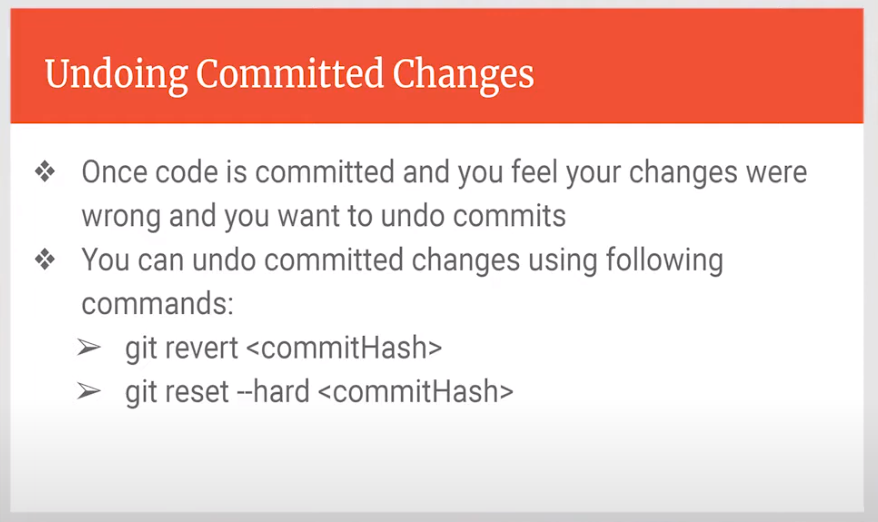 Undoing Committed Changes
❖ Once code is committed and you feel your changes were
wrong and you want to undo commits
❖ You can undo committed changes using following
commands:
➢ git revert <commitHash>
➢ git reset --hard <commitHash>